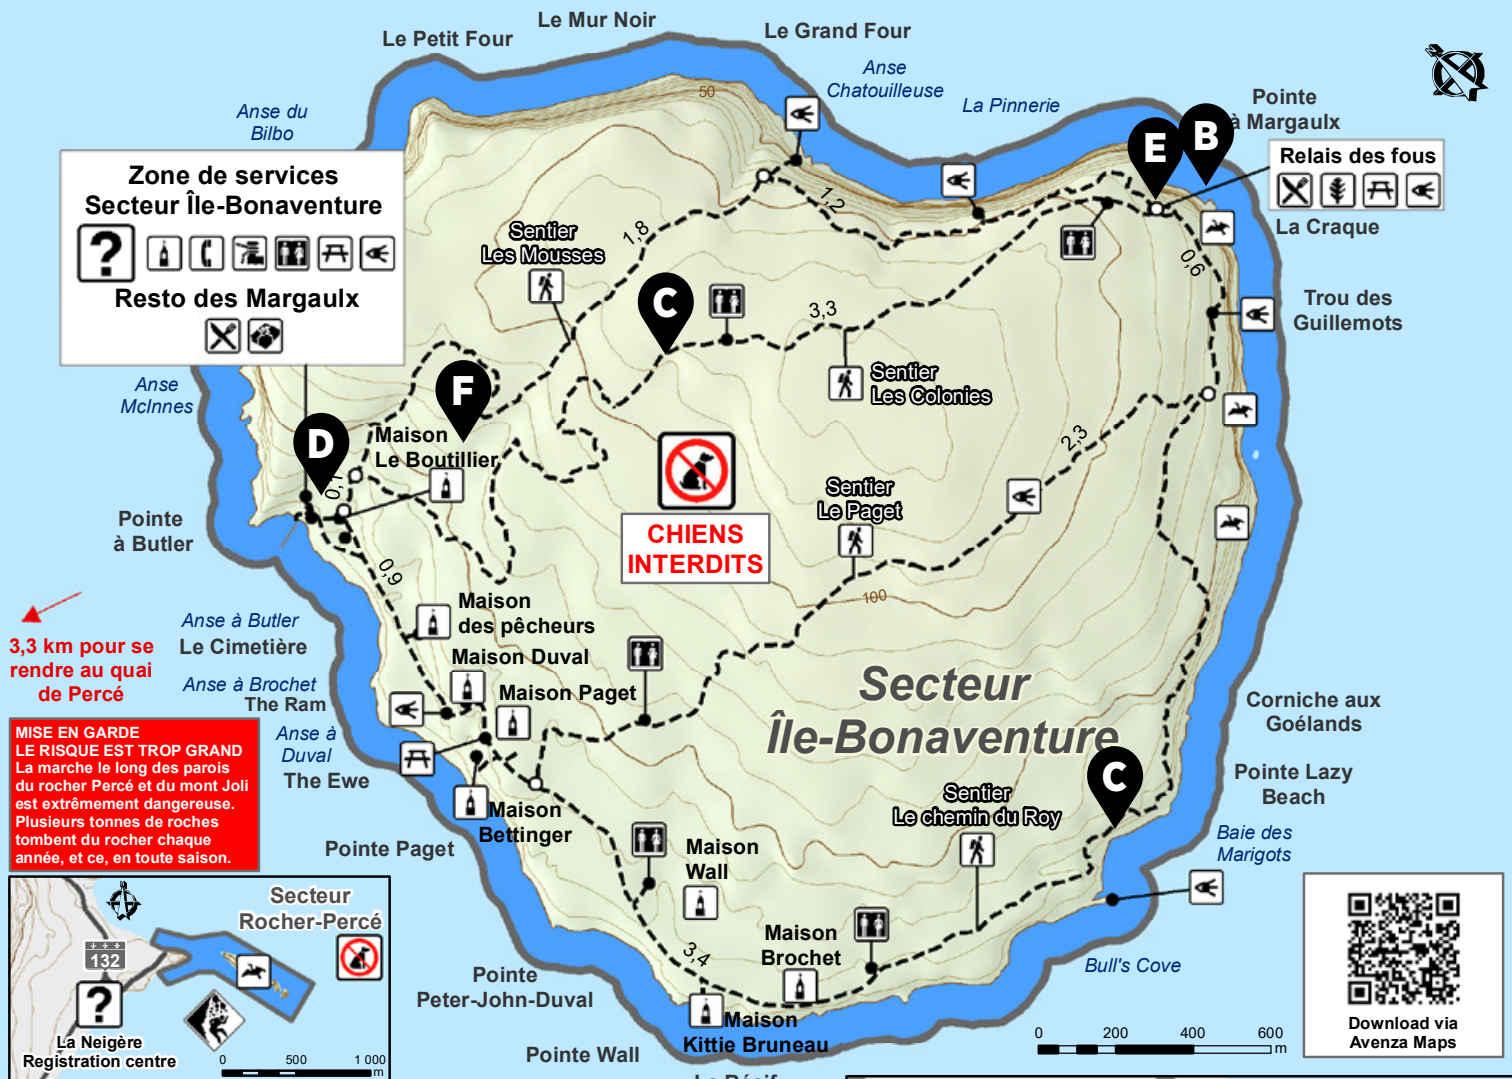 Le Mur Noir
Le Petit Four
Le Grand Four
Anse
Chatouilleuse
La Pinnerie
Pointe
à Margaulx
Anse du
Bilbo
50
E
B
Relais des fous
La Craque
Zone de services
Secteur Île-Bonaventure
?
Resto des Margaulx
1,2
1,8
0,6
Sentier
Les Mousses
C
3,3
Trou des
Guillemots
Sentier
Les Colonies
Anse
McInnes
F
D
Maison
Le Boutillier
0,1
2,3
CHIENS
INTERDITS
Sentier
Le Paget
Pointe
à Butler
0,9
100
Maison
des pêcheurs
Anse à Butler
Le Cimetière
3,3 km pour se
rendre au quai
de Percé
Maison Duval
Anse à Brochet
The Ram
Maison Paget
Secteur
Île-Bonaventure
Corniche aux
Goélands
MISE EN GARDE
LE RISQUE EST TROP GRAND
La marche le long des parois
du rocher Percé et du mont Joli
est extrêmement dangereuse.
Plusieurs tonnes de roches
tombent du rocher chaque
année, et ce, en toute saison.
Anse à
Duval
The Ewe
C
Pointe Lazy
Beach
Maison
Bettinger
Sentier
Le chemin du Roy
Pointe Paget
Maison
Wall
Baie des
Marigots
Secteur
Rocher-Percé
132
?
La Neigère
Registration centre
0 500 1 000
m
Maison
Brochet
3,4
Bull's Cove
Pointe
Peter-John-Duval
Maison
Kittie Bruneau
Pointe Wall
0 200 400 600
m
Download via
Avenza Maps
Le Récif